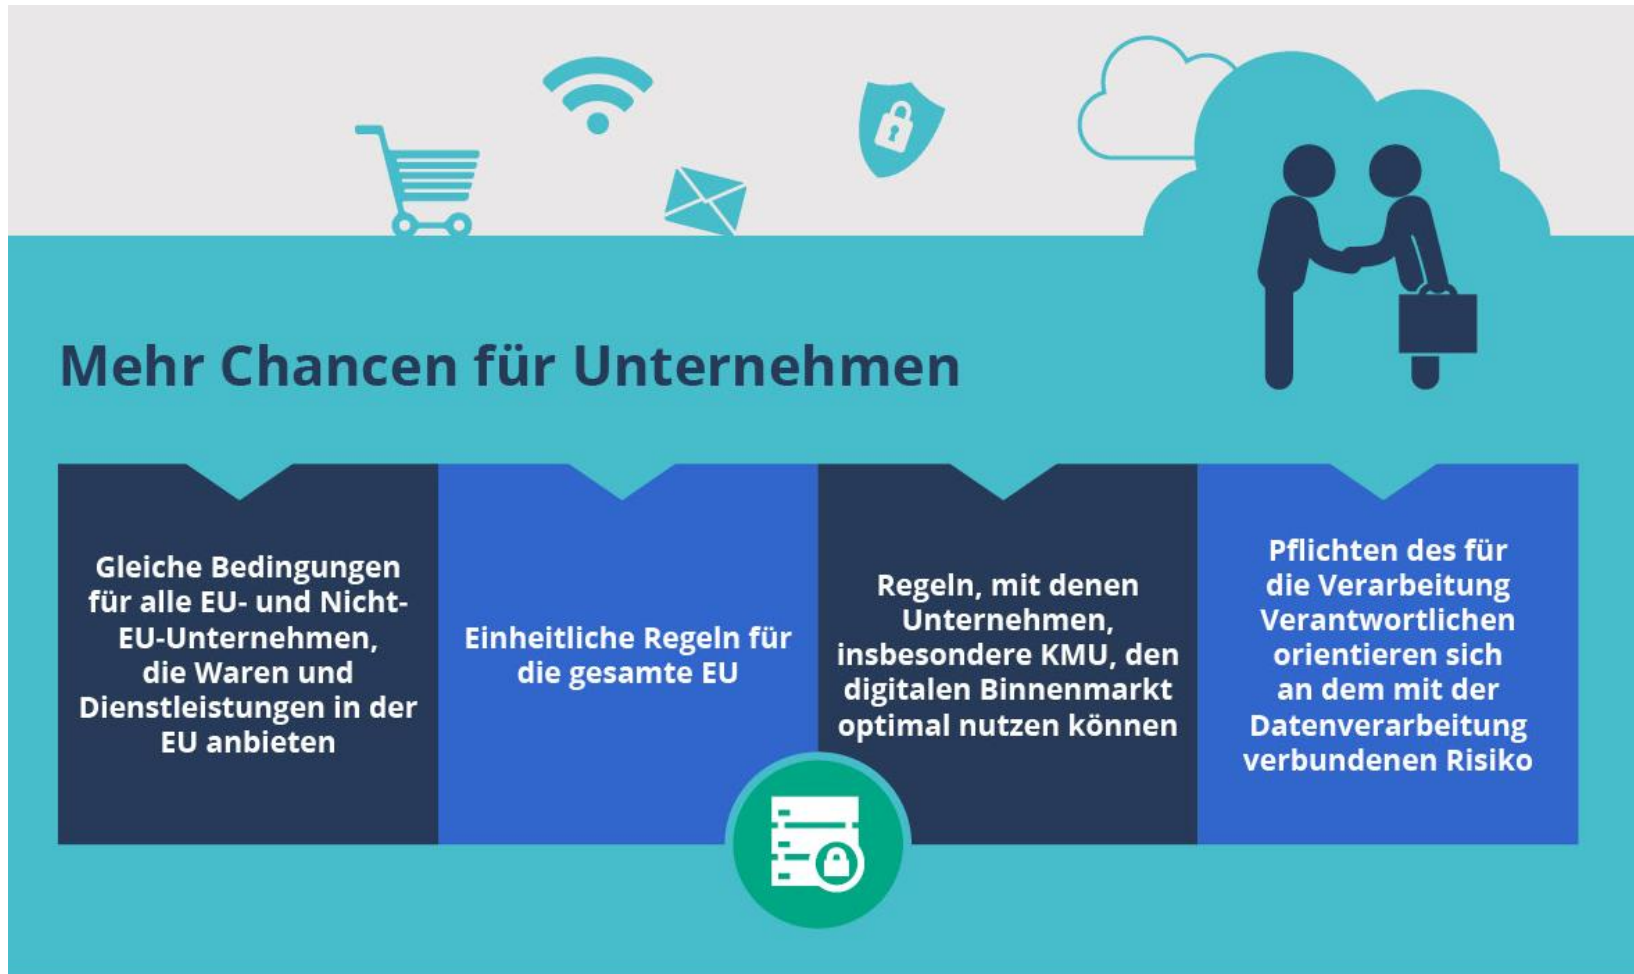 Mehr Chancen für Unternehmen
Gleiche Bedingungen
für alle EU- und Nicht-
EU-Unternehmen,
die Waren und
Dienstleistungen in der
EU anbieten
Einheitliche Regeln für
die gesamte EU
Regeln, mit denen
Unternehmen,
insbesondere KMU, den
digitalen Binnenmarkt
optimal nutzen können
Pflichten des für
die Verarbeitung
Verantwortlichen
orientieren sich
an dem mit der
Datenverarbeitung
verbundenen Risiko